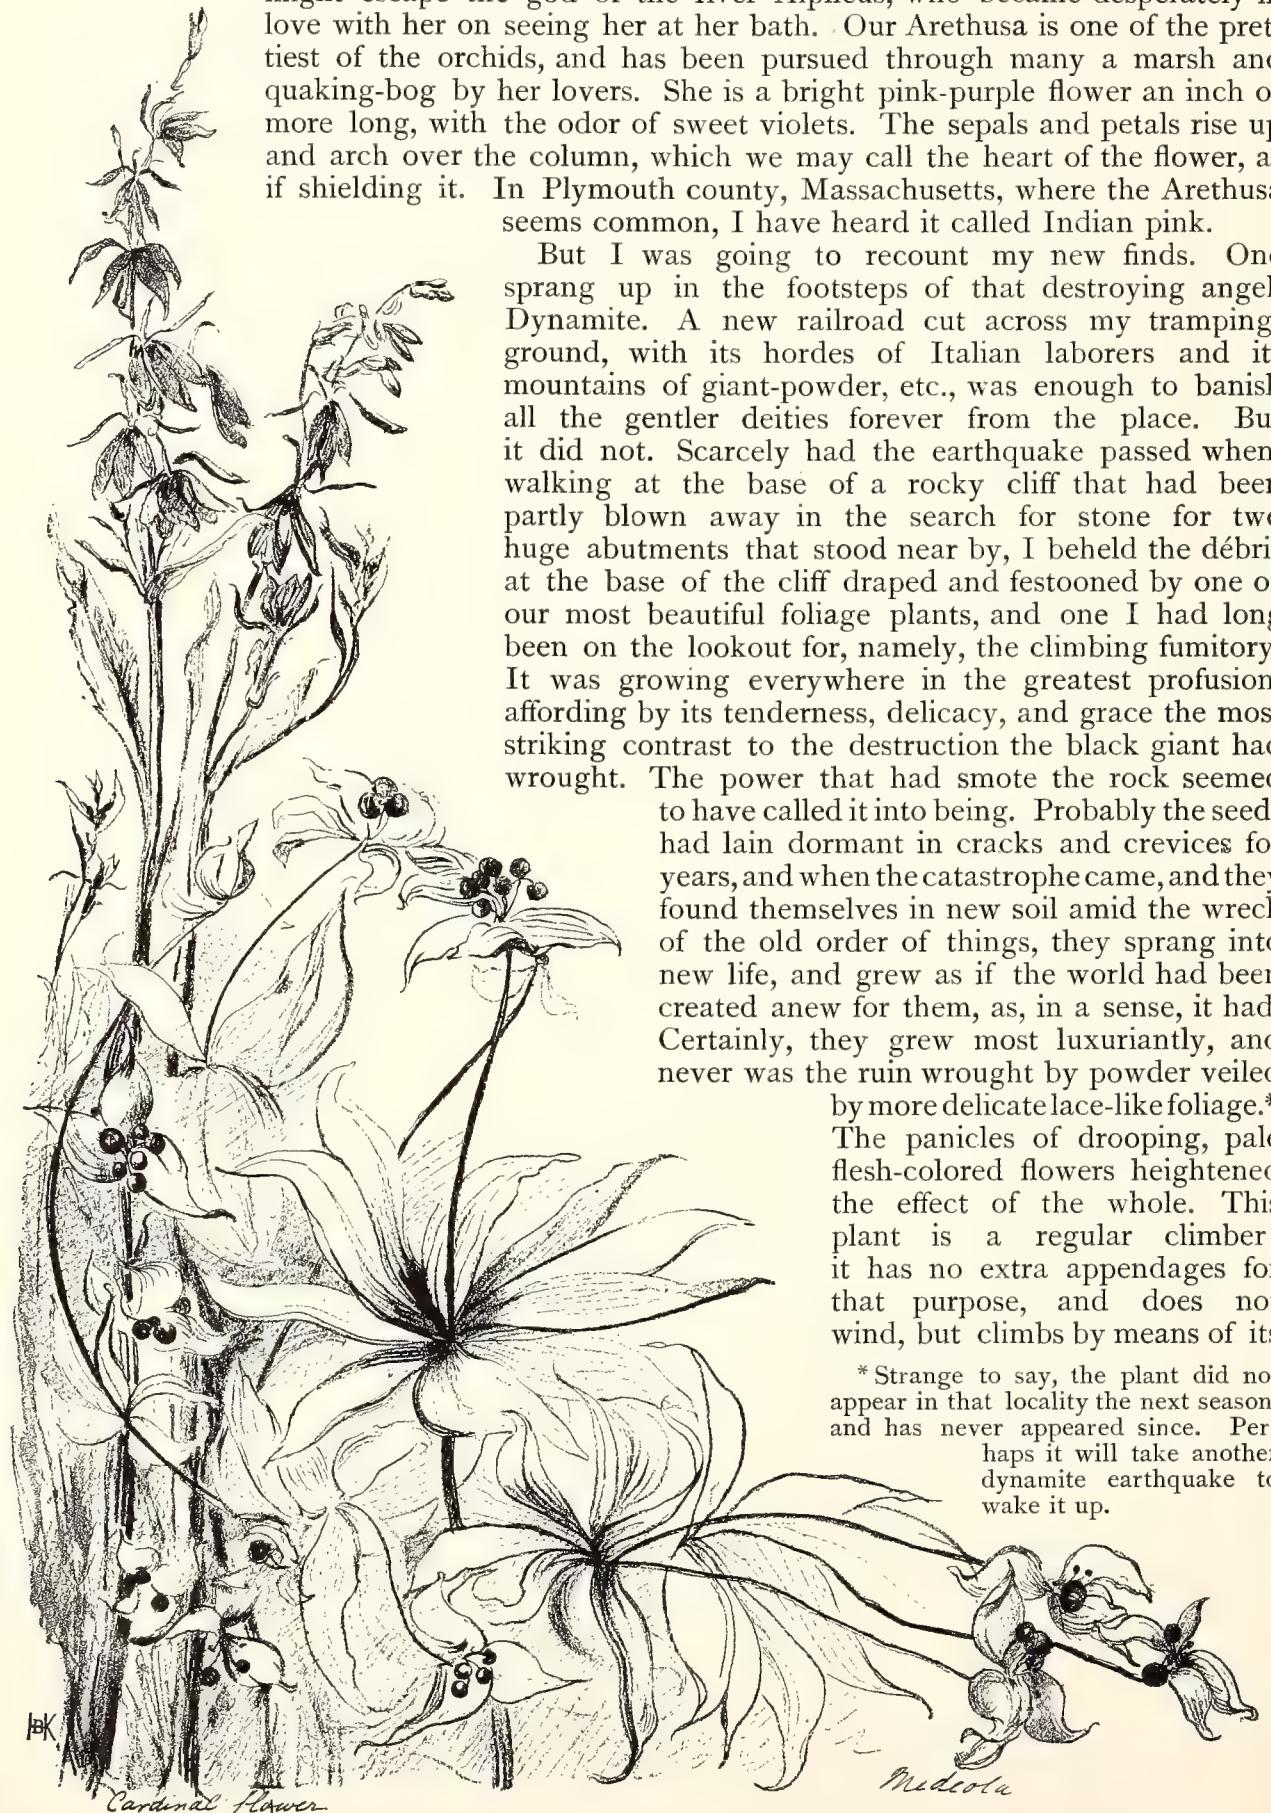 might escape the god of the river Alpheus, who became desperately i
love with her on seeing her at her bath. Our Arethusa is one of the pret
tiest of the orchids, and has been pursued through many a marsh an
quaking-bog by her lovers. She is a bright pink-purple flower an inch o
more long, with the odor of sweet violets. The sepals and petals rise up
and arch over the column, which we may call the heart of the flower, a
if shielding it. In Plymouth county, Massachusetts, where the Arethusa
seems common, I have heard it called Indian pink.
But I was going to recount my new finds. On
sprang up in the footsteps of that destroying angel
Dynamite. A new railroad cut across my tramping
ground, with its hordes of Italian laborers and it
mountains of giant-powder, etc., was enough to banish
all the gentler deities forever from the place. Bu
it did not. Scarcely had the earthquake passed when
walking at the base of a rocky cliff that had been
partly blown away in the search for stone for two
huge abutments that stood near by, I beheld the débri
at the base of the cliff draped and festooned by one o
our most beautiful foliage plants, and one I had long
been on the lookout for, namely, the climbing fumitory
It was growing everywhere in the greatest profusion
affording by its tenderness, delicacy, and grace the mos
striking contrast to the destruction the black giant had
wrought. The power that had smote the rock seemed
to have called it into being. Probably the seed
had lain dormant in cracks and crevices fo
years, and when the catastrophe came, and they
found themselves in new soil amid the wreck
of the old order of things, they sprang into
new life, and grew as if the world had been
created anew for them, as, in a sense, it had
Certainly, they grew most luxuriantly, and
never was the ruin wrought by powder veiled
by more delicate lace-like foliage.*
The panicles of drooping, pale
flesh-colored flowers heightened
the effect of the whole. This
plant is a regular climber
it has no extra appendages for
that purpose, and does no
wind, but climbs by means of its
* Strange to say, the plant did no
appear in that locality the next season
and has never appeared since. Per
haps it will take another
dynamite earthquake to
wake it up.
HBK
Medeola
Cardinal flower